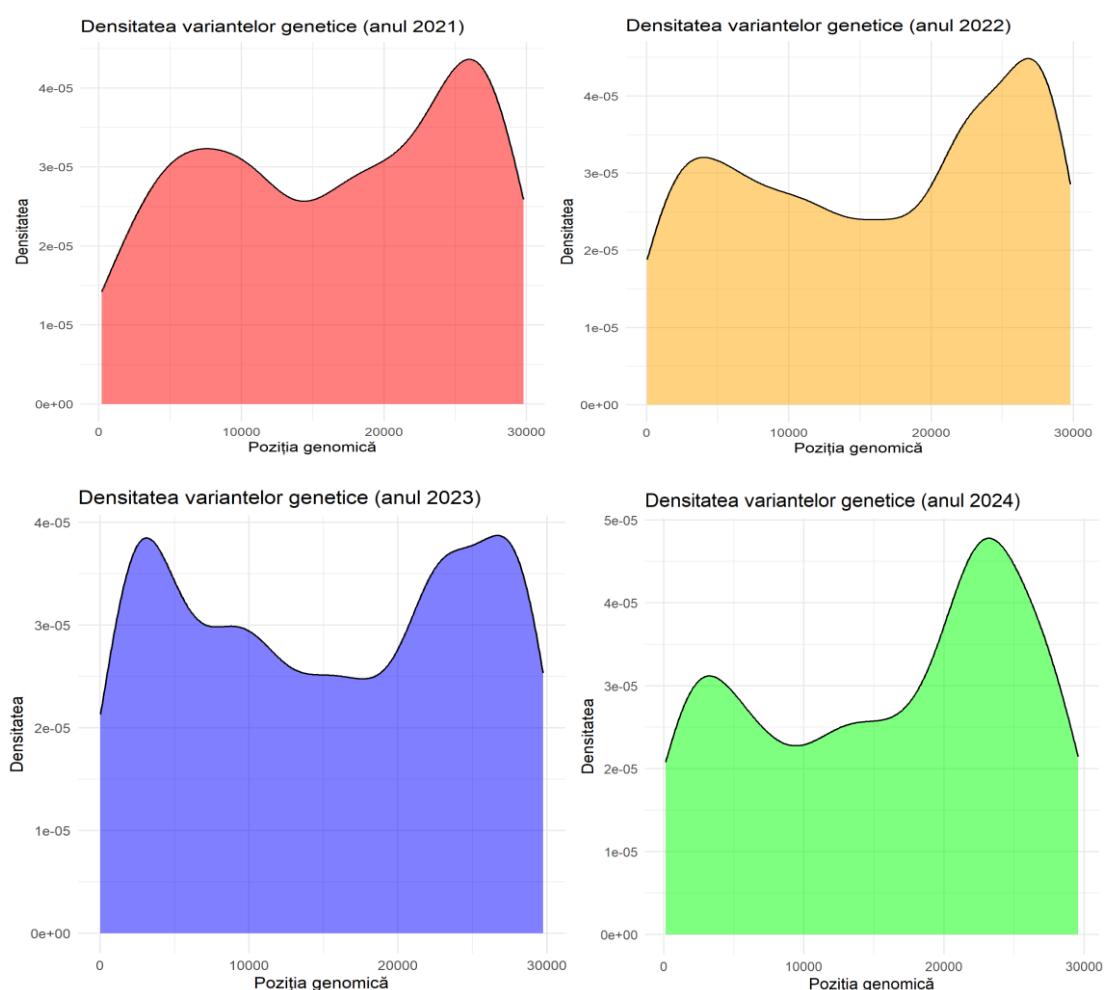 Densitatea variantelor genetice (anul 2021)
Densitatea
4e-05
3e-05
2e-05
1e-05
0e+00
0 10000 20000 30000
Poziția genomică
Densitatea variantelor genetice (anul 2022)
Densitatea
4e-05
3e-05
2e-05
1e-05
0e+00
0 10000 20000 30000
Poziția genomică
Densitatea variantelor genetice (anul 2023)
Densitatea
4e-05
3e-05
2e-05
1e-05
0e+00
0 10000 20000 30000
Poziția genomică
Densitatea variantelor genetice (anul 2024)
Densitatea
5e-05
4e-05
3e-05
2e-05
1e-05
0e+00
0 10000 20000 30000
Poziția genomică